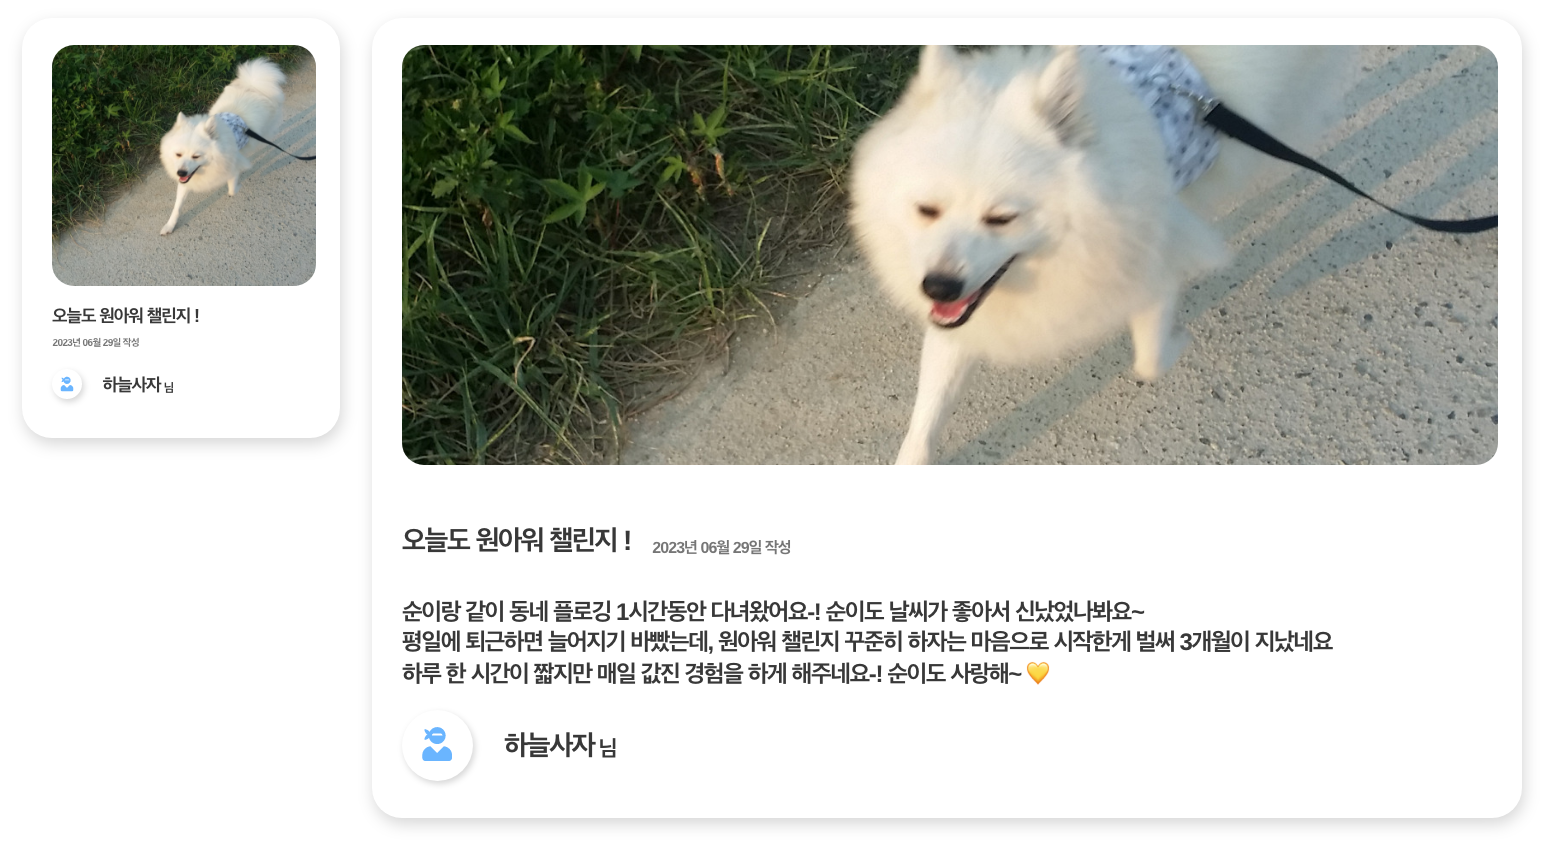 오늘도 원아워 챌린지 !
2023년 06월 29일 작성
하늘사자 님
오늘도 원아워 챌린지 ! 2023년 06월 29일 작성
순이랑 같이 동네 플로깅 1시간동안 다녀왔어요-! 순이도 날씨가 좋아서 신났었나봐요~
평일에 퇴근하면 늘어지기 바빴는데, 원아워 챌린지 꾸준히 하자는 마음으로 시작한게 벌써 3개월이 지났네요
하루 한 시간이 짧지만 매일 값진 경험을 하게 해주네요-! 순이도 사랑해~ 💛
하늘사자 님